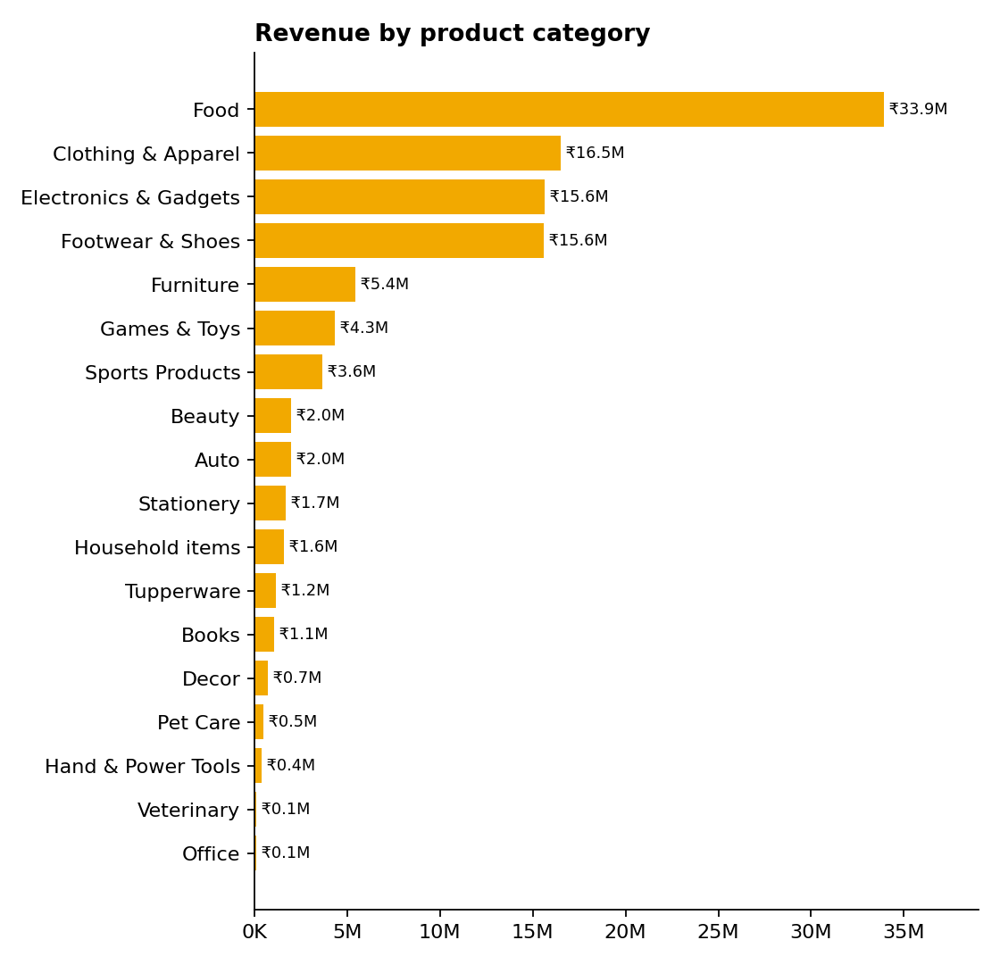 Revenue by product category
Food ₹33.9M
Clothing & Apparel ₹16.5M
Electronics & Gadgets ₹15.6M
Footwear & Shoes ₹15.6M
Furniture ₹5.4M
Games & Toys ₹4.3M
Sports Products ₹3.6M
Beauty ₹2.0M
Auto ₹2.0M
Stationery ₹1.7M
Household items ₹1.6M
Tupperware ₹1.2M
Books ₹1.1M
Decor ₹0.7M
Pet Care ₹0.5M
Hand & Power Tools ₹0.4M
Veterinary ₹0.1M
Office ₹0.1M
0K 5M 10M 15M 20M 25M 30M 35M